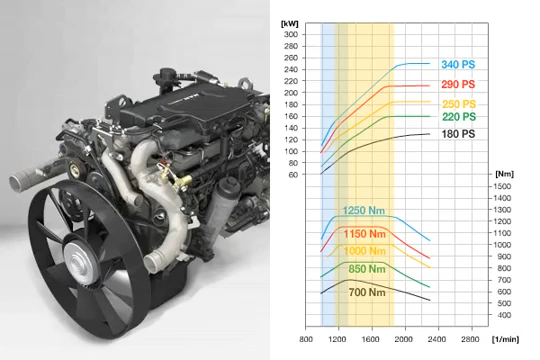 [kW]
300
280
260
240
220
200
180
160
140
120
100
80
60
340 PS
290 PS
250 PS
220 PS
180 PS
[Nm]
1500
1400
1300
1200
1100
1000
900
800
700
600
500
400
1250 Nm
1150 Nm
1000 Nm
850 Nm
700 Nm
800
1200
1600
2000
2400
2800
[1/min]